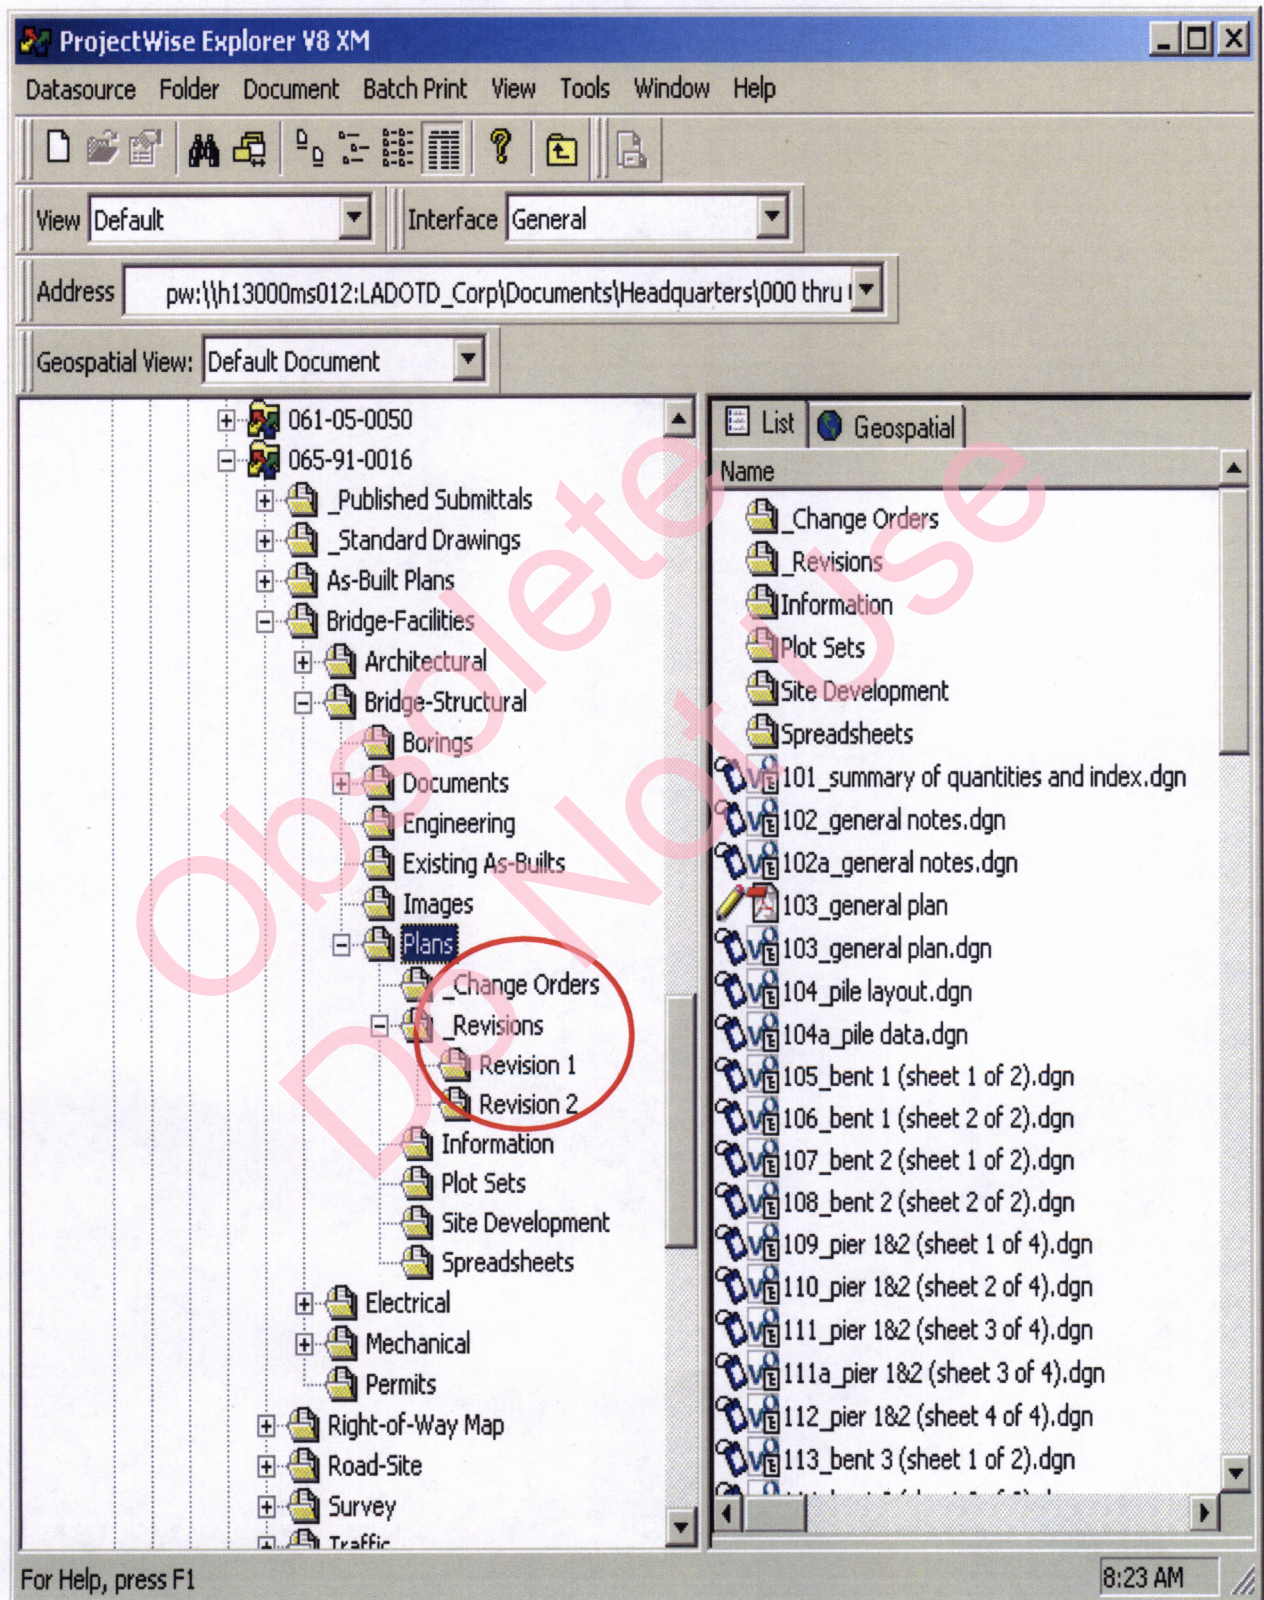 ProjectWise Explorer V8 XM
Datasource Folder Document Batch Print View Tools Window Help
View Default Interface General
Address pw:\\h13000ms012:LADOTD_Corp\Documents\Headquarters\000 thru
Geospatial View: Default Document
061-05-0050
065-91-0016
_Published Submittals
_Standard Drawings
As-Built Plans
Bridge-Facilities
Architectural
Bridge-Structural
Borings
Documents
Engineering
Existing As-Builts
Images
Plans
_Change Orders
_Revisions
Revision 1
Revision 2
Information
Plot Sets
Site Development
Spreadsheets
Electrical
Mechanical
Permits
Right-of-Way Map
Road-Site
Survey
Traffic
List Geospatial
Name
_Change Orders
_Revisions
Information
Plot Sets
Site Development
Spreadsheets
101_summary of quantities and index.dgn
102_general notes.dgn
102a_general notes.dgn
103_general plan
103_general plan.dgn
104_pile layout.dgn
104a_pile data.dgn
105_bent 1 (sheet 1 of 2).dgn
106_bent 1 (sheet 2 of 2).dgn
107_bent 2 (sheet 1 of 2).dgn
108_bent 2 (sheet 2 of 2).dgn
109_pier 1&2 (sheet 1 of 4).dgn
110_pier 1&2 (sheet 2 of 4).dgn
111_pier 1&2 (sheet 3 of 4).dgn
111a_pier 1&2 (sheet 3 of 4).dgn
112_pier 1&2 (sheet 4 of 4).dgn
113_bent 3 (sheet 1 of 2).dgn
For Help, press F1
8:23 AM
Obsolete
Do Not Use